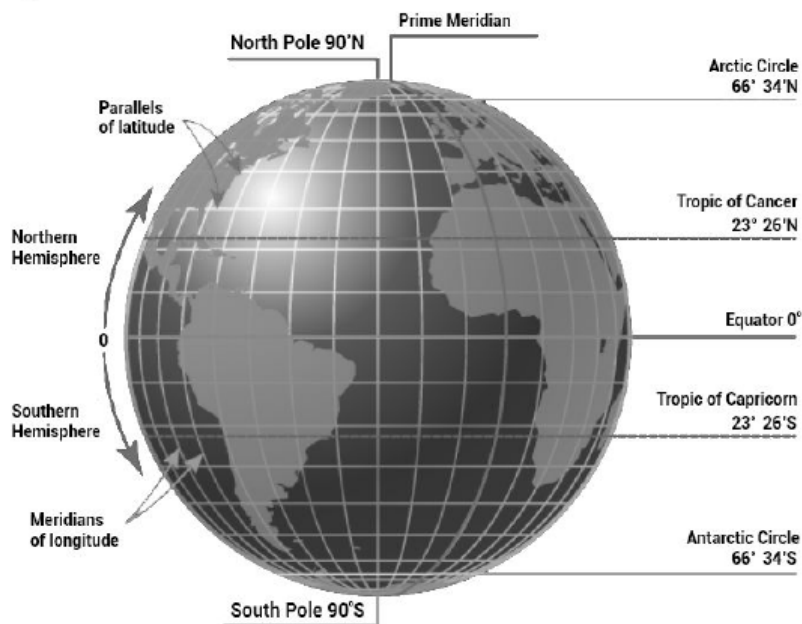 Prime Meridian
North Pole 90°N
Arctic Circle
66° 34'N
Parallels
of latitude
Tropic of Cancer
23° 26'N
Northern
Hemisphere
Equator 0°
0
Tropic of Capricorn
23° 26'S
Southern
Hemisphere
Meridians
of longitude
Antarctic Circle
66° 34'S
South Pole 90°S